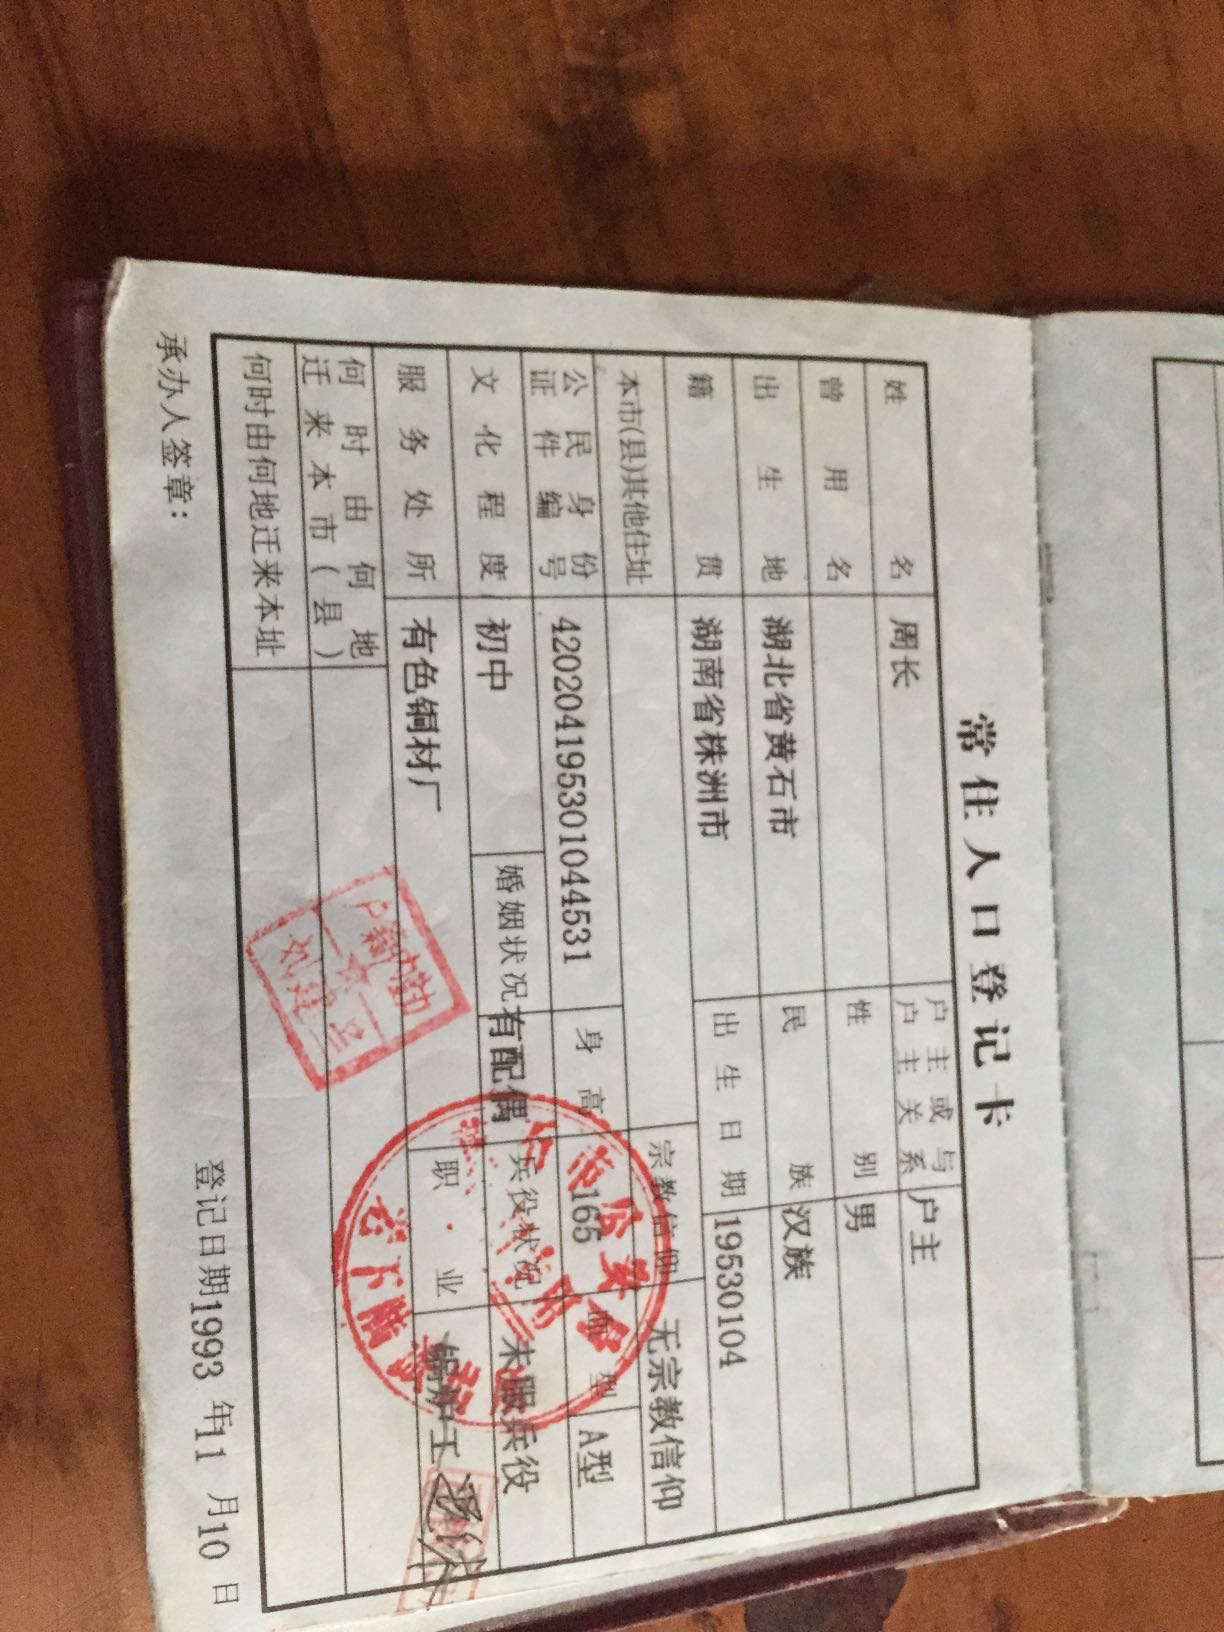 常住人口登记卡
姓名 周长 户主或与户主关系 户主
曾用名 性别 男
出生地 湖北省黄石市 民族 汉族
籍贯 湖南省株洲市 出生日期 19530104
本市(县)其他住址 宗教信仰 无宗教信仰
公民身份证件编号 420204195301044531 身高 165 血型 A型
文化程度 初中 婚姻状况 有配偶 兵役状况 未服兵役
服务处所 有色铜材厂 职业
何时由何地迁来本市(县)
何时由何地迁来本址
承办人签章: 登记日期1993年11月10日